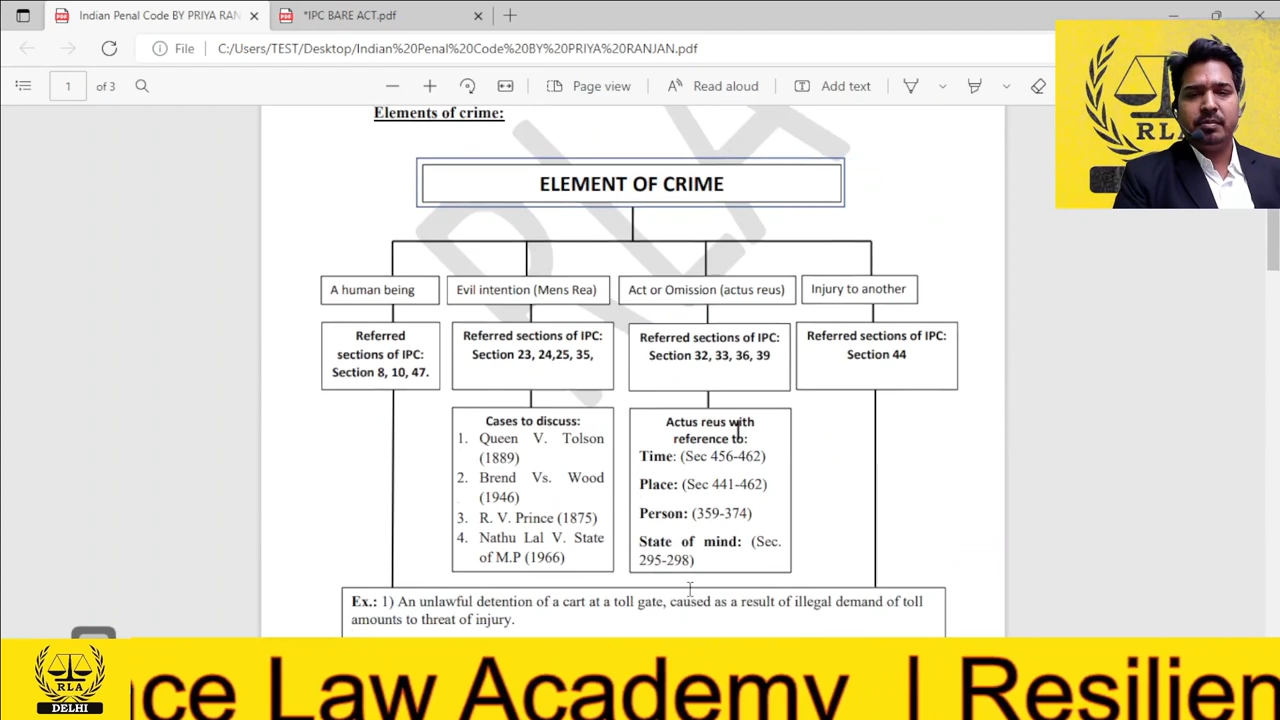 Indian Penal Code BY PRIYA RAN
*IPC BARE ACT.pdf
File
C:/Users/TEST/Desktop/Indian%20Penal%20Code%20BY%20PRIYA%20RANJAN.pdf
1 of 3
Page view
Read aloud
Add text
RLA
Elements of crime:
RLA
ELEMENT OF CRIME
A human being
Evil intention (Mens Rea)
Act or Omission (actus reus)
Injury to another
Referred
sections of IPC:
Section 8, 10, 47.
Referred sections of IPC:
Section 23, 24,25, 35,
Referred sections of IPC:
Section 32, 33, 36, 39
Referred sections of IPC:
Section 44
Cases to discuss:
1. Queen V. Tolson
(1889)
2. Brend Vs. Wood
(1946)
3. R. V. Prince (1875)
4. Nathu Lal V. State
of M.P (1966)
Actus reus with
reference to:
Time: (Sec 456-462)
Place: (Sec 441-462)
Person: (359-374)
State of mind: (Sec.
295-298)
Ex.: 1) An unlawful detention of a cart at a toll gate, caused as a result of illegal demand of toll
amounts to threat of injury.
RLA
DELHI
ce Law Academy | Resilien